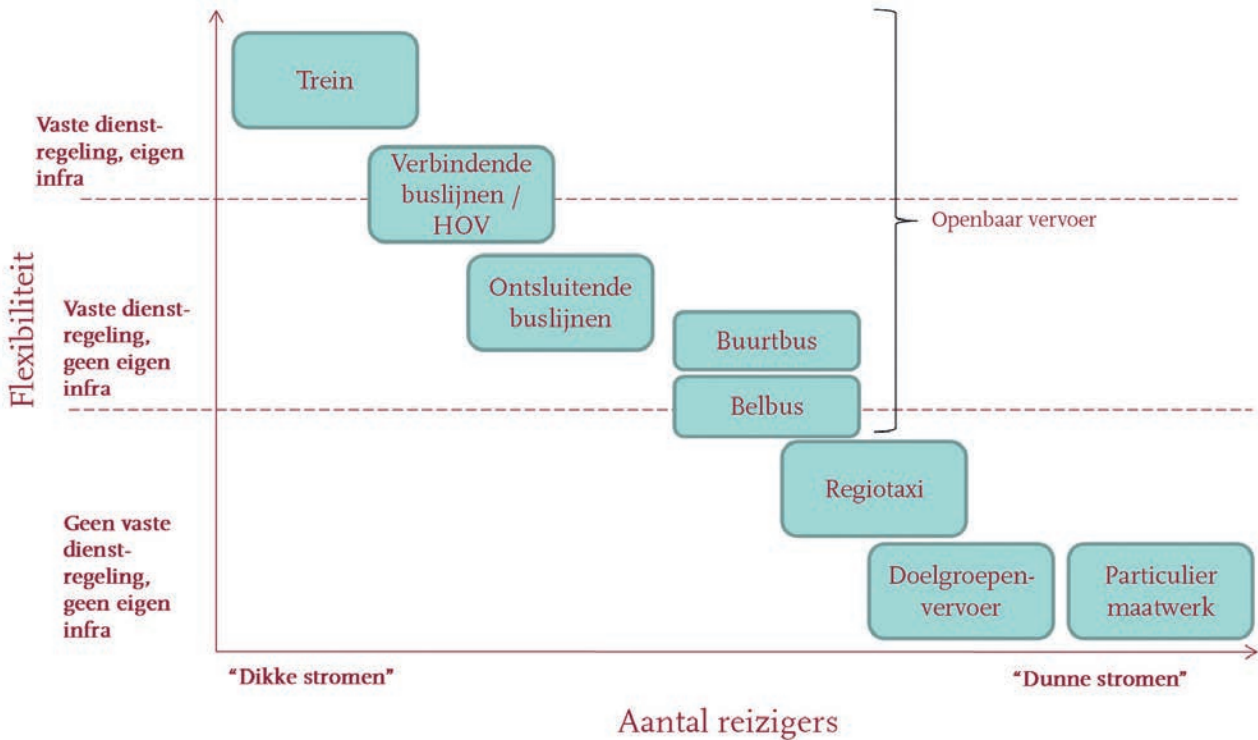 Trein
Vaste dienst-
regeling, eigen
infra
Verbindende
buslijnen /
HOV
Openbaar vervoer
Flexibiliteit
Vaste dienst-
regeling,
geen eigen
infra
Ontsluitende
buslijnen
Buurtbus
Belbus
Regiotaxi
Geen vaste
dienst-
regeling,
geen eigen
infra
Doelgroepen-
vervoer
Particulier
maatwerk
“Dikke stromen”
“Dunne stromen”
Aantal reizigers